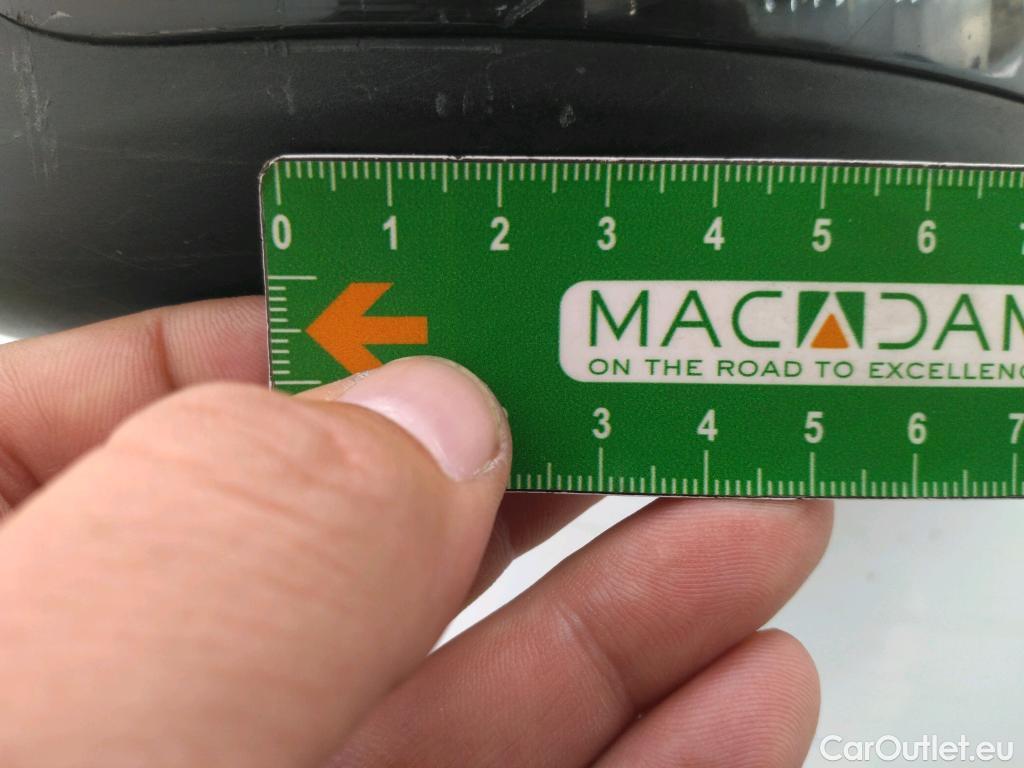 0 1 2 3 4 5 6 7
MACADAM
ON THE ROAD TO EXCELLENC
3 4 5 6 7
CarOutlet.eu